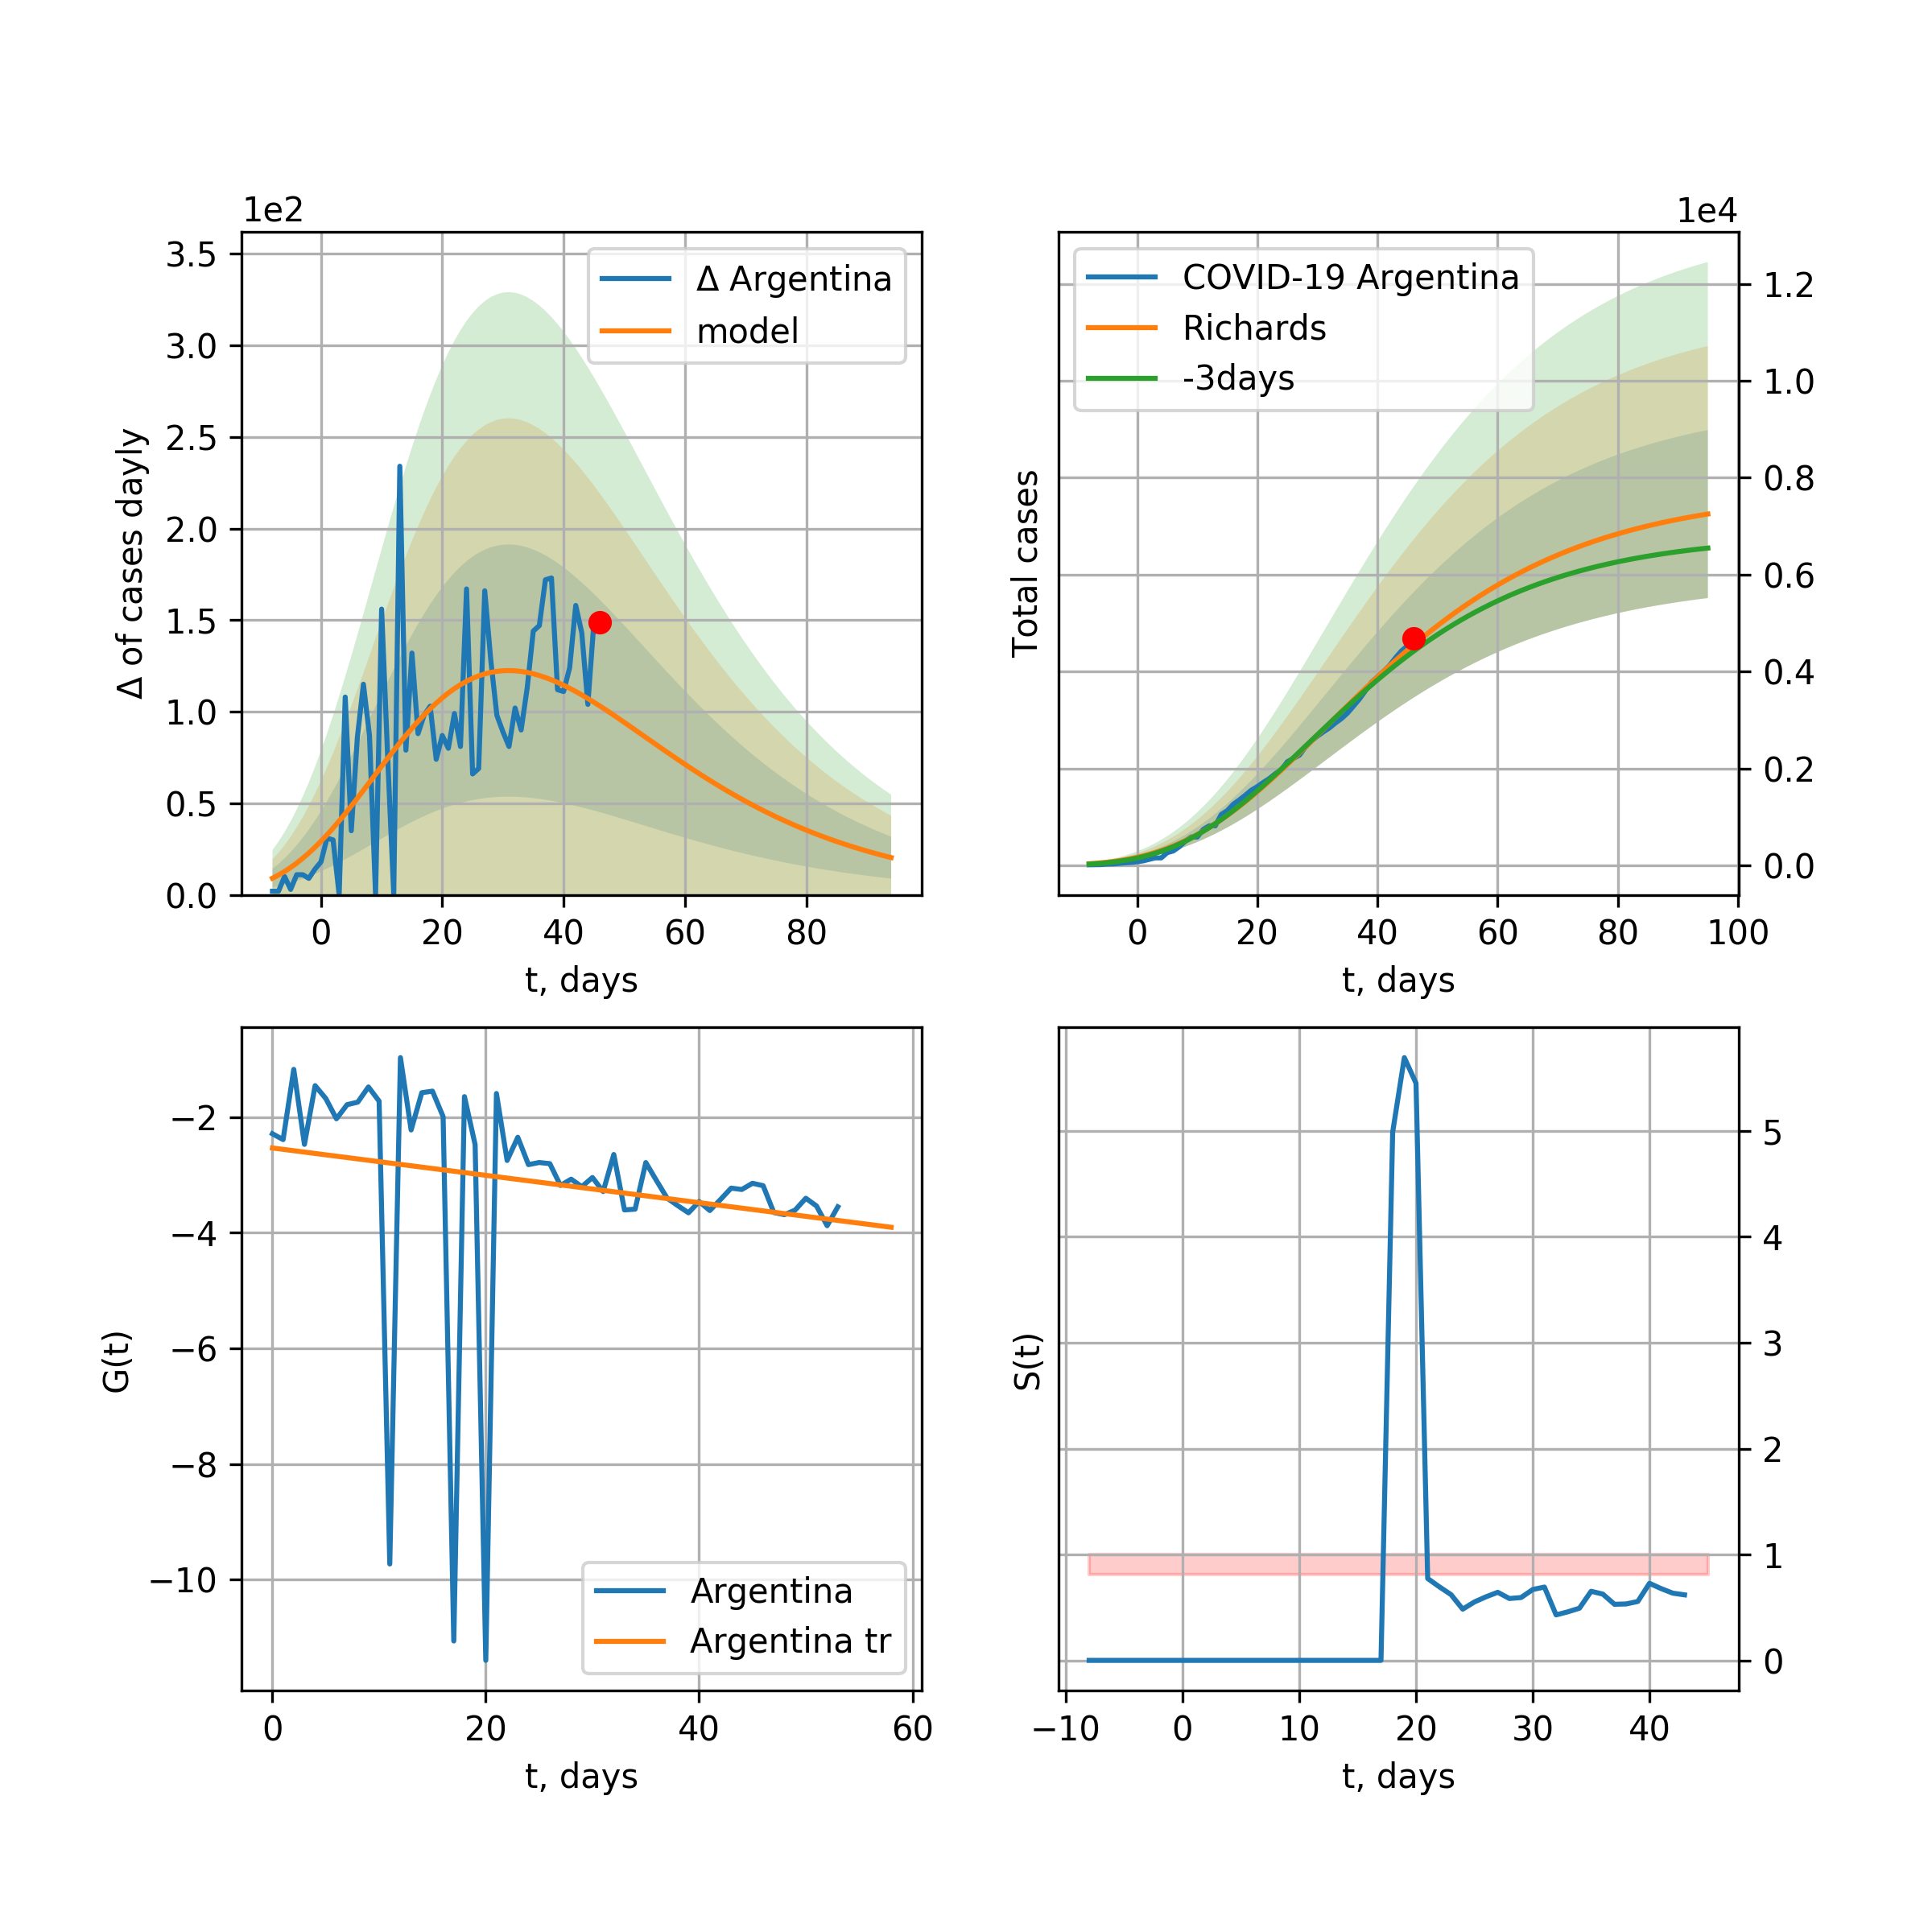 1e2
Δ of cases dayly
3.5
3.0
2.5
2.0
1.5
1.0
0.5
0.0
Δ Argentina
model
0 20 40 60 80
t, days
1e4
Total cases
COVID-19 Argentina
Richards
-3days
1.2
1.0
0.8
0.6
0.4
0.2
0.0
0 20 40 60 80 100
t, days
G(t)
−2
−4
−6
−8
−10
Argentina
Argentina tr
0 20 40 60
t, days
S(t)
5
4
3
2
1
0
−10 0 10 20 30 40
t, days